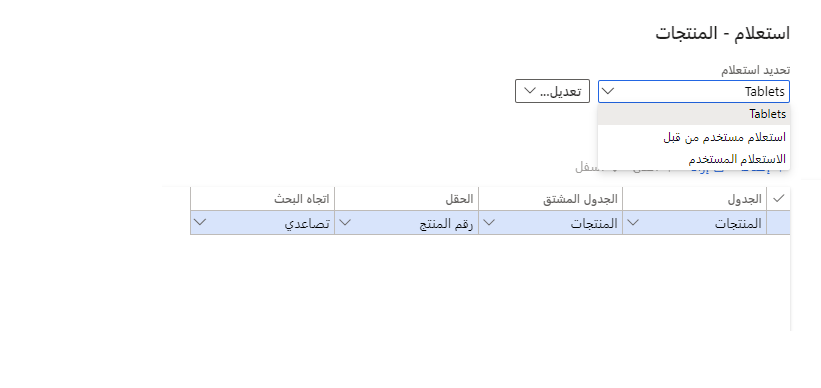 استعلام - المنتجات
تحديد استعلام
Tablets
تعديل...
Tablets
استعلام مستخدم من قبل
الاستعلام المستخدم
الجدول الجدول المشتق الحقل اتجاه البحث
المنتجات المنتجات رقم المنتج تصاعدي